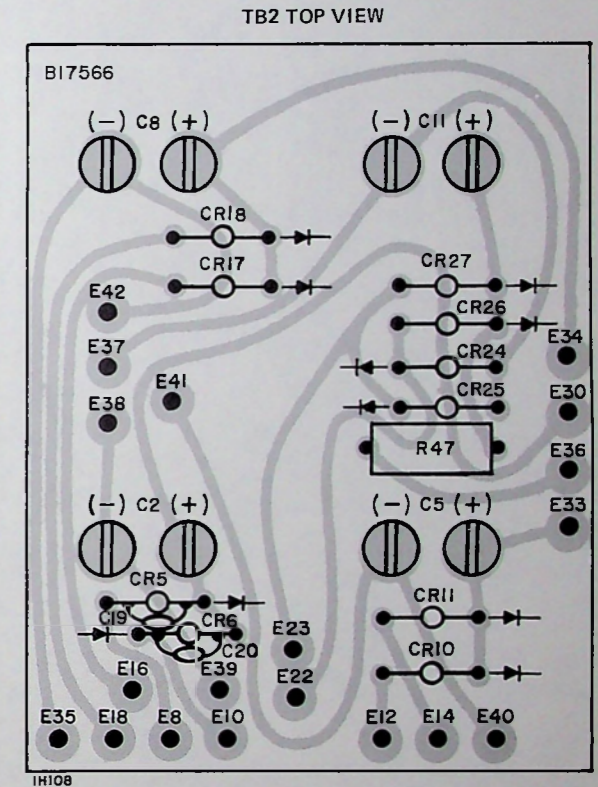 TB2 TOP VIEW
B17566
(-) C8 (+)
(-) C11 (+)
CR18
CR17
CR27
E42
CR26
E37
CR24
E34
E41
CR25
E30
E38
R47
E36
(-) C2 (+)
(-) C5 (+)
E33
CR5
C19
CR6
CR11
C20
E23
CR10
E16
E39
E22
E35
E18
E8
E10
E12
E14
E40
1H108